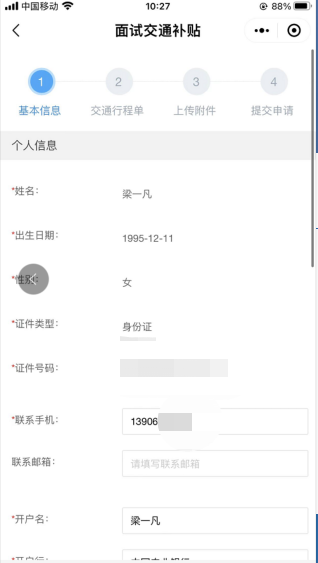 中国移动 10:27 88%
面试交通补贴
1 2 3 4
基本信息 交通行程单 上传附件 提交申请
个人信息
*姓名： 梁一凡
*出生日期： 1995-12-11
*性别： 女
*证件类型： 身份证
*证件号码：
*联系手机： 13906
联系邮箱： 请填写联系邮箱
*开户名： 梁一凡
*开户行：